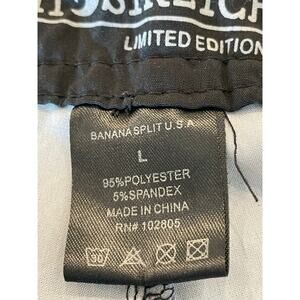 LIMITED EDITION
BANANA SPLIT U.S.A.
L
95%POLYESTER
5%SPANDEX
MADE IN CHINA
RN# 102805
30